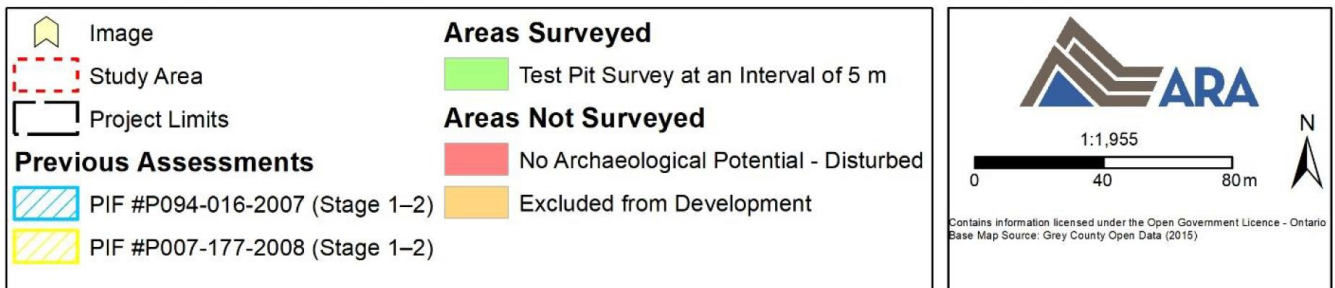 Image
Study Area
Project Limits
Previous Assessments
PIF #P094-016-2007 (Stage 1–2)
PIF #P007-177-2008 (Stage 1–2)
Areas Surveyed
Test Pit Survey at an Interval of 5 m
Areas Not Surveyed
No Archaeological Potential - Disturbed
Excluded from Development
ARA
N
1:1,955
0 40 80 m
Contains information licensed under the Open Government Licence - Ontario
Base Map Source: Grey County Open Data (2015)